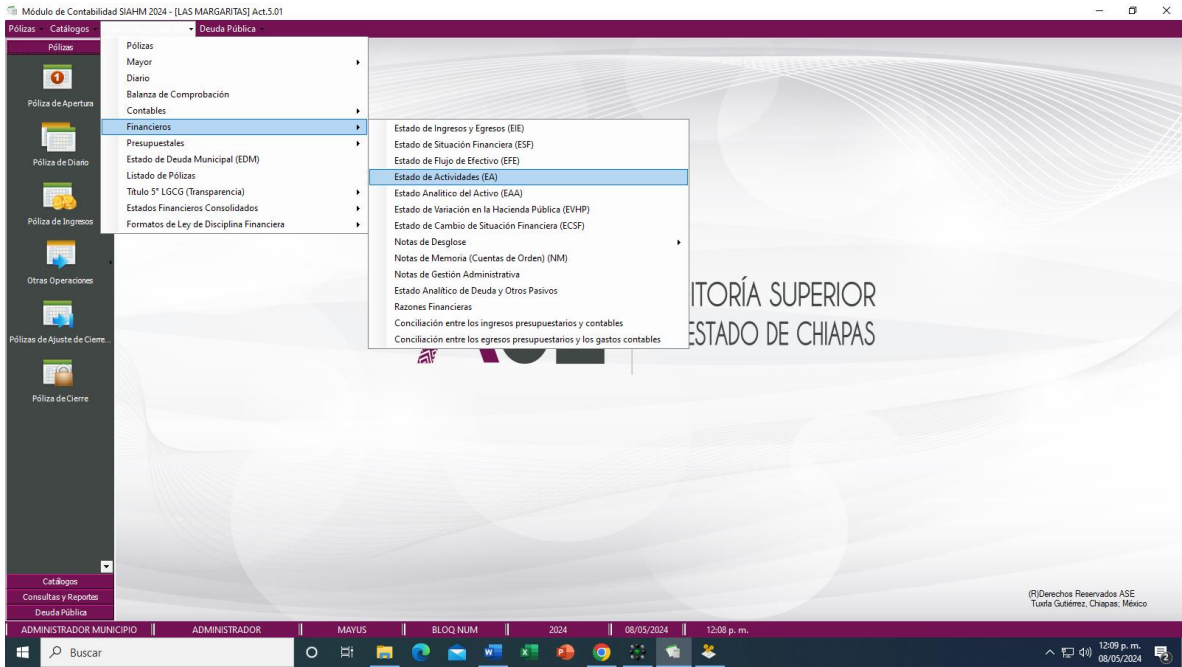 Módulo de Contabilidad SIAHM 2024 - [LAS MARGARITAS] Act.5.01
Pólizas Catálogos Deuda Pública
Pólizas
Póliza de Apertura
Póliza de Diario
Póliza de Ingresos
Otras Operaciones
Pólizas de Ajuste de Cierre...
Póliza de Cierre
Catálogos
Consultas y Reportes
Deuda Pública
Pólizas
Mayor
Diario
Balanza de Comprobación
Contables
Financieros
Presupuestales
Estado de Deuda Municipal (EDM)
Listado de Pólizas
Título 5° LGCG (Transparencia)
Estados Financieros Consolidados
Formatos de Ley de Disciplina Financiera
Estado de Ingresos y Egresos (EIE)
Estado de Situación Financiera (ESF)
Estado de Flujo de Efectivo (EFE)
Estado de Actividades (EA)
Estado Analítico del Activo (EAA)
Estado de Variación en la Hacienda Pública (EVHP)
Estado de Cambio de Situación Financiera (ECSF)
Notas de Desglose
Notas de Memoria (Cuentas de Orden) (NM)
Notas de Gestión Administrativa
Estado Analítico de Deuda y Otros Pasivos
Razones Financieras
Conciliación entre los ingresos presupuestarios y contables
Conciliación entre los egresos presupuestarios y los gastos contables
ITORÍA SUPERIOR
ESTADO DE CHIAPAS
(R)Derechos Reservados ASE
Tuxtla Gutiérrez, Chiapas; México
ADMINISTRADOR MUNICIPIO ADMINISTRADOR MAYUS BLOQ NUM 2024 08/05/2024 12:08 p. m.
Buscar
12:09 p. m.
08/05/2024
2